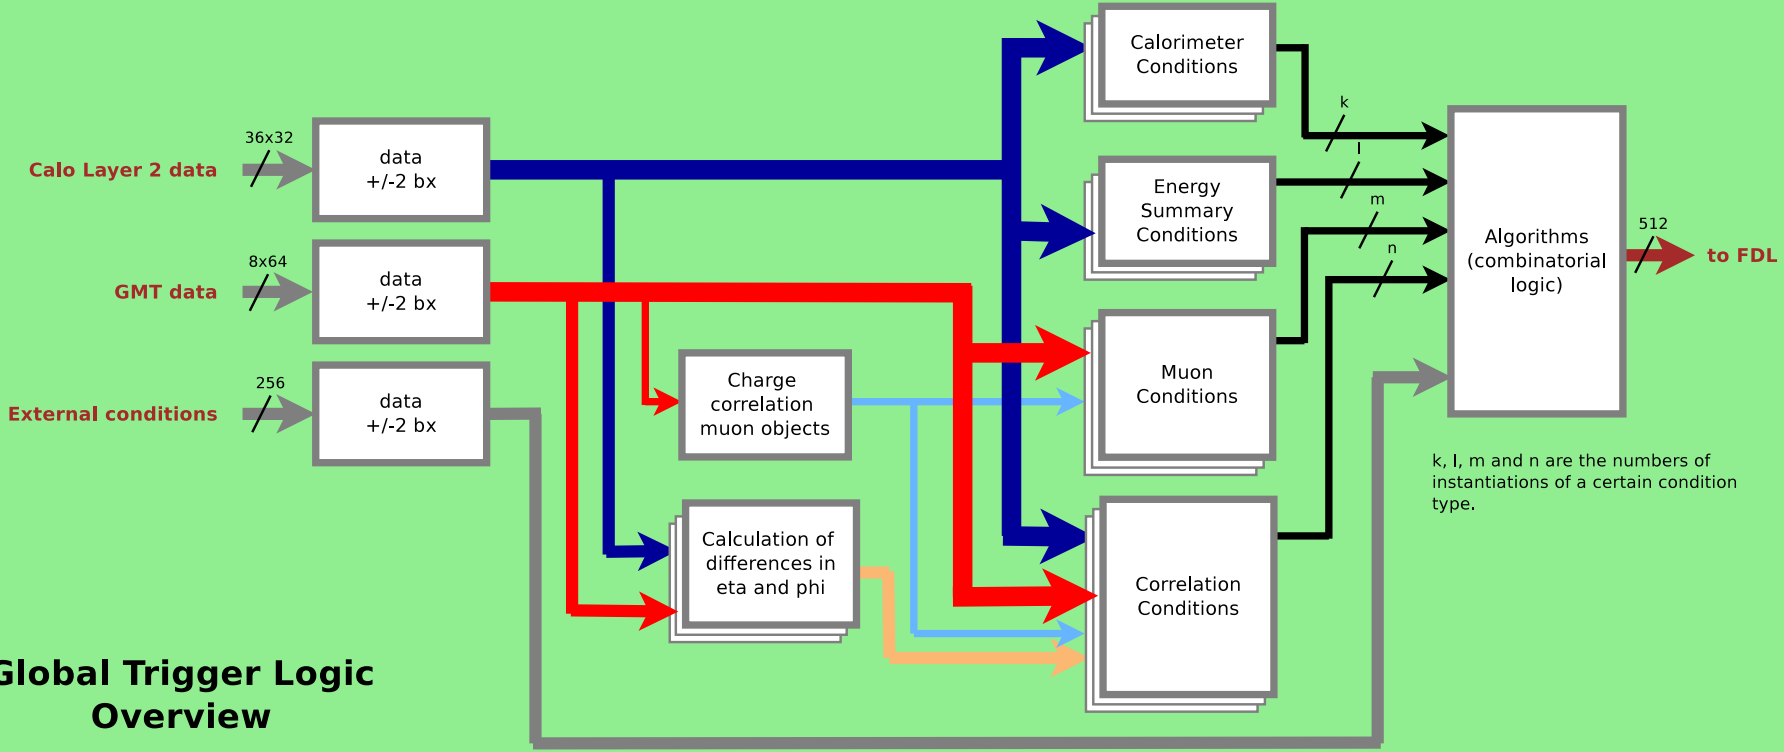 Calorimeter
Conditions
k
36x32
Calo Layer 2 data
data
+/-2 bx
l
Energy
Summary
Conditions
m
n
Algorithms
(combinatorial
logic)
512
to FDL
8x64
GMT data
data
+/-2 bx
256
External conditions
data
+/-2 bx
Charge
correlation
muon objects
Muon
Conditions
k, l, m and n are the numbers of
instantiations of a certain condition
type.
Calculation of
differences in
eta and phi
Correlation
Conditions
Global Trigger Logic
Overview